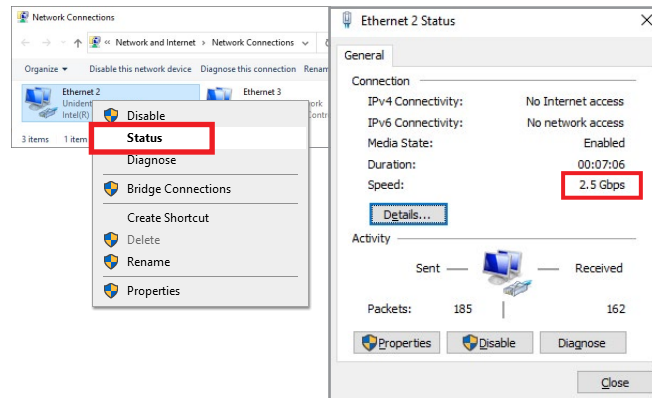 Network Connections
« Network and Internet › Network Connections
Organize Disable this network device Diagnose this connection Renam
Ethernet 2
Unident
Intel(R)
Ethernet 3
ork
Contr
3 items 1 item
Disable
Status
Diagnose
Bridge Connections
Create Shortcut
Delete
Rename
Properties
Ethernet 2 Status
General
Connection
IPv4 Connectivity: No Internet access
IPv6 Connectivity: No network access
Media State: Enabled
Duration: 00:07:06
Speed: 2.5 Gbps
Details...
Activity
Sent Received
Packets: 185 162
Properties Disable Diagnose
Close